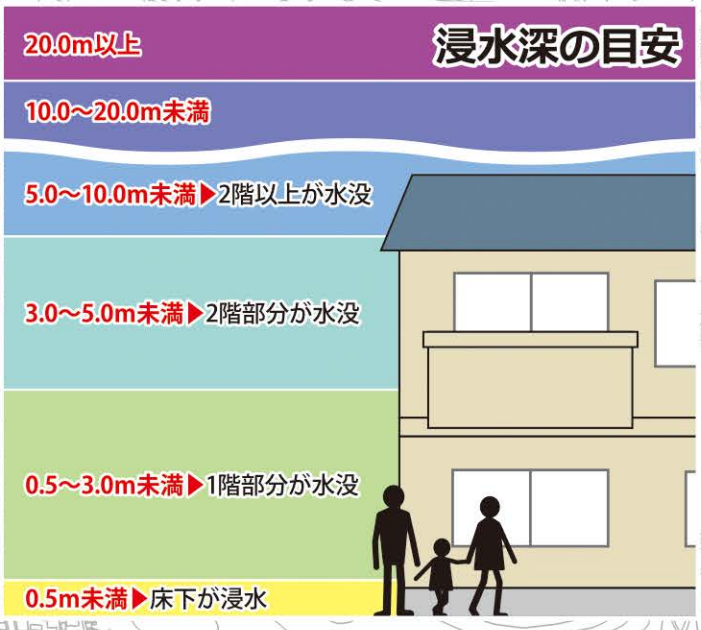 浸水深の目安
20.0m以上
10.0〜20.0m未満
5.0〜10.0m未満▶2階以上が水没
3.0〜5.0m未満▶2階部分が水没
0.5〜3.0m未満▶1階部分が水没
0.5m未満▶床下が浸水